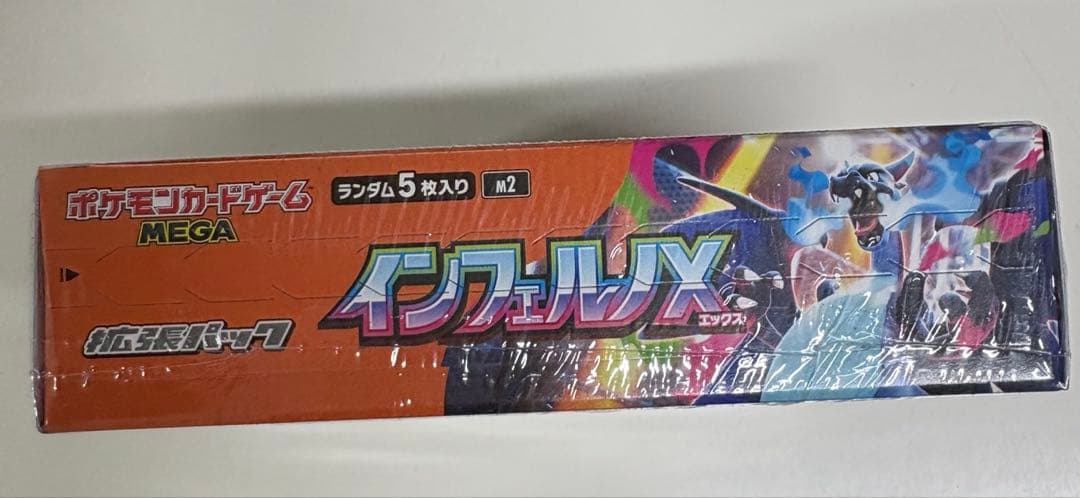 ポケモンカードゲーム
MEGA
ランダム5枚入り M2
インフェルノX
エックス
拡張パック